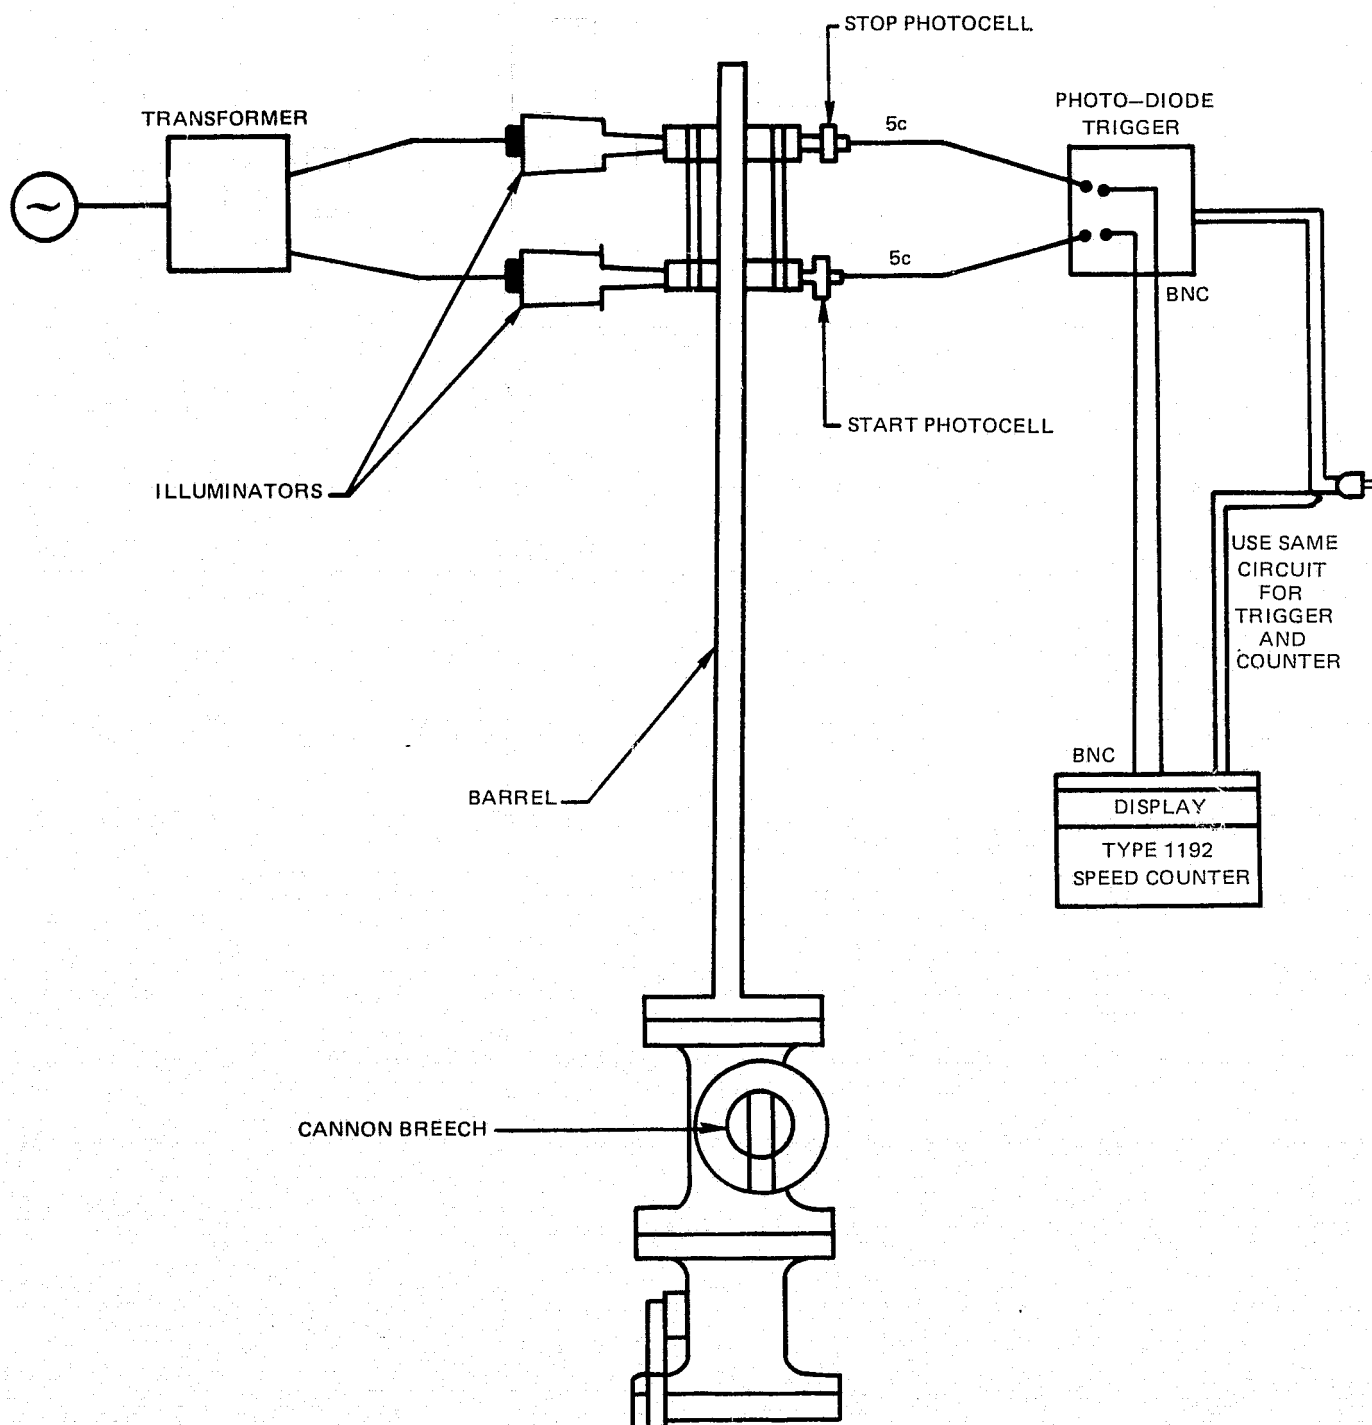 STOP PHOTOCELL
TRANSFORMER
PHOTO—DIODE
TRIGGER
5c
~
5c
BNC
START PHOTOCELL
ILLUMINATORS
USE SAME
CIRCUIT
FOR
TRIGGER
AND
COUNTER
BNC
BARREL
DISPLAY
TYPE 1192
SPEED COUNTER
CANNON BREECH